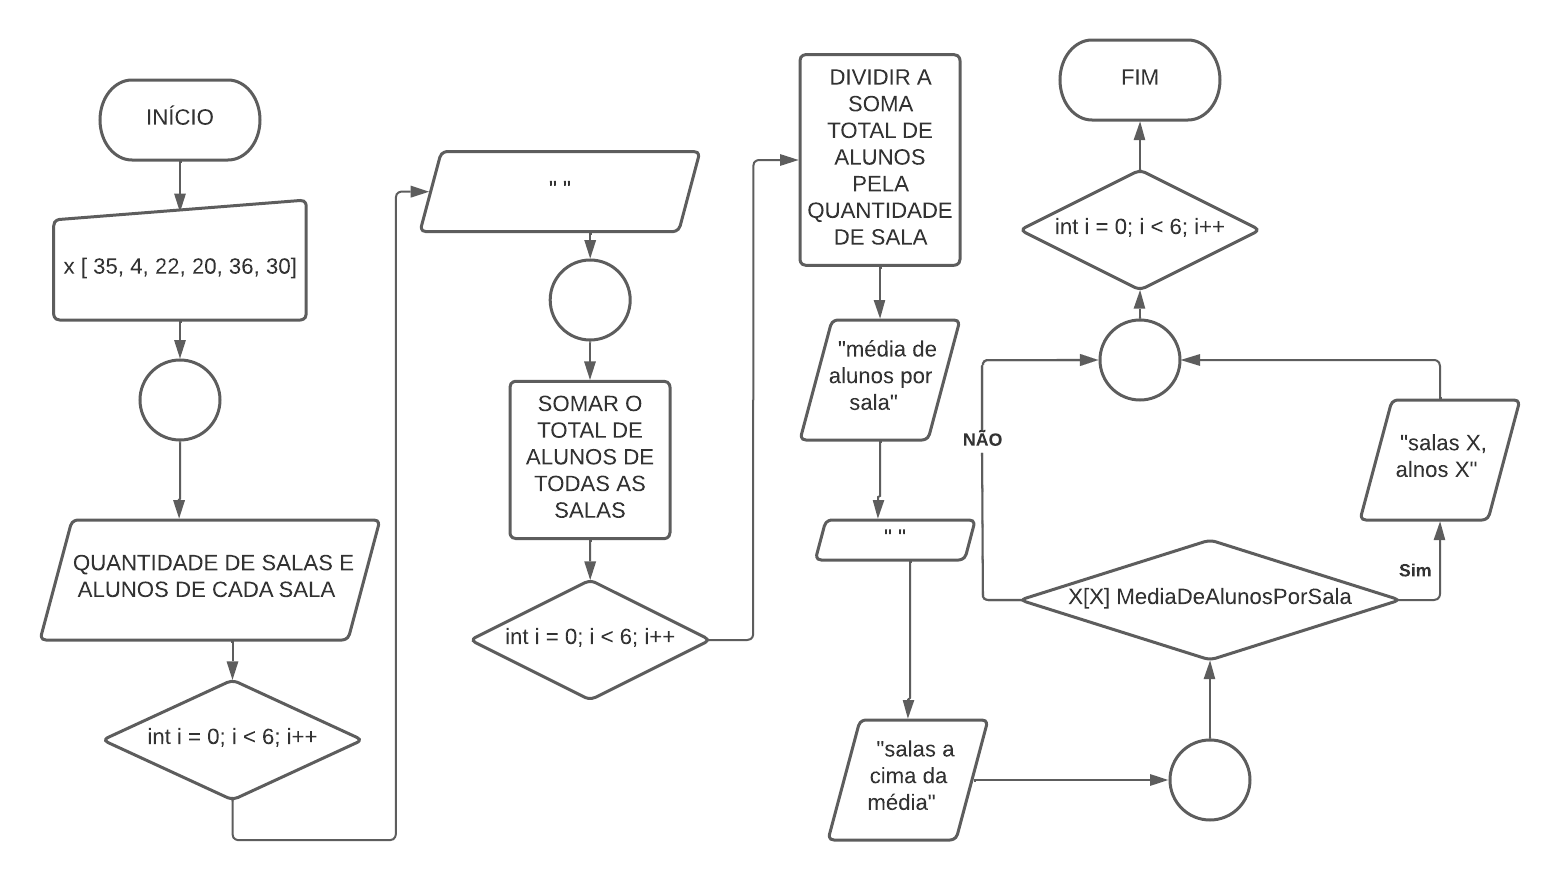 INÍCIO
x [ 35, 4, 22, 20, 36, 30]
QUANTIDADE DE SALAS E
ALUNOS DE CADA SALA
int i = 0; i < 6; i++
" "
SOMAR O
TOTAL DE
ALUNOS DE
TODAS AS
SALAS
int i = 0; i < 6; i++
DIVIDIR A
SOMA
TOTAL DE
ALUNOS
PELA
QUANTIDADE
DE SALA
"média de
alunos por
sala"
" "
"salas a
cima da
média"
X[X] MediaDeAlunosPorSala
NÃO
Sim
"salas X,
alnos X"
int i = 0; i < 6; i++
FIM